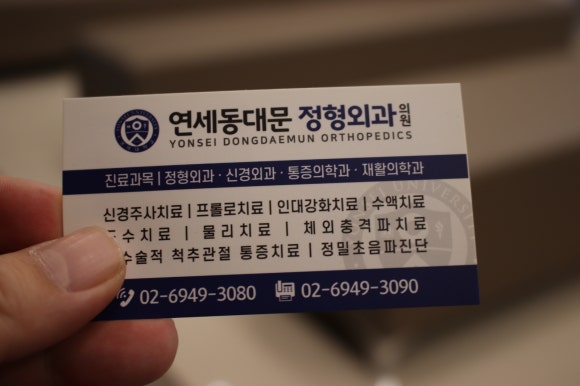 연세동대문 정형외과의원
YONSEI DONGDAEMUN ORTHOPEDICS
진료과목 | 정형외과 · 신경외과 · 통증의학과 · 재활의학과
신경주사치료 | 프롤로치료 | 인대강화치료 | 수액치료
수치료 | 물리치료 | 체외충격파치료
수술적 척추관절 통증치료 | 정밀초음파진단
02-6949-3080 02-6949-3090